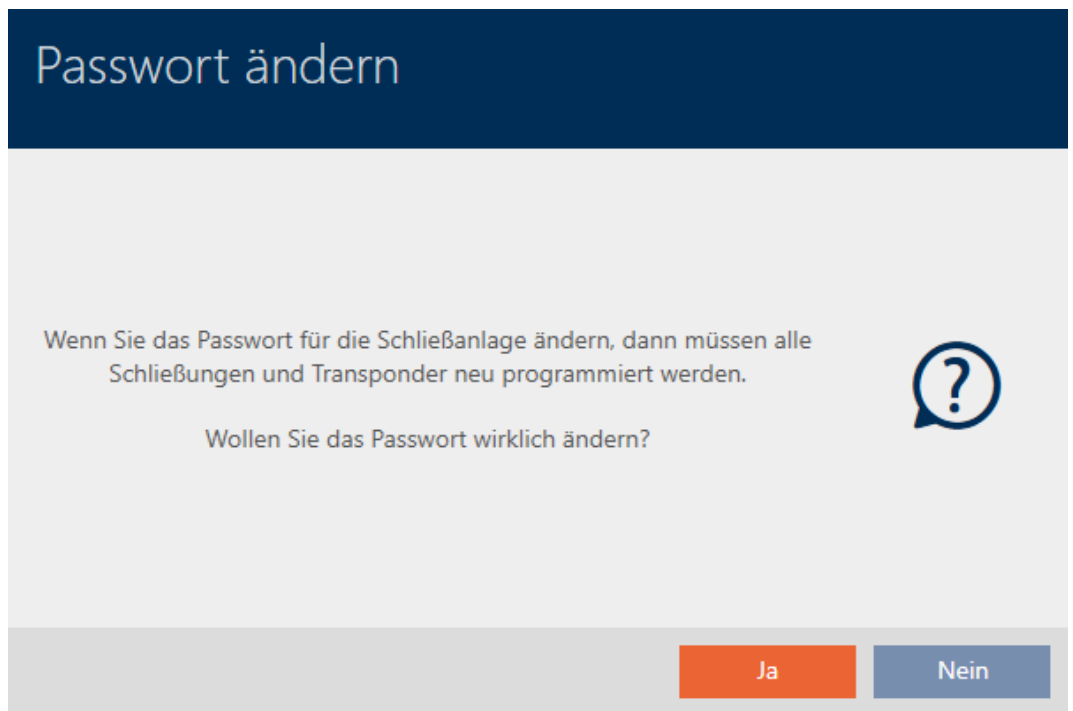 Passwort ändern
Wenn Sie das Passwort für die Schließanlage ändern, dann müssen alle
Schließungen und Transponder neu programmiert werden.
Wollen Sie das Passwort wirklich ändern?
?
Ja
Nein